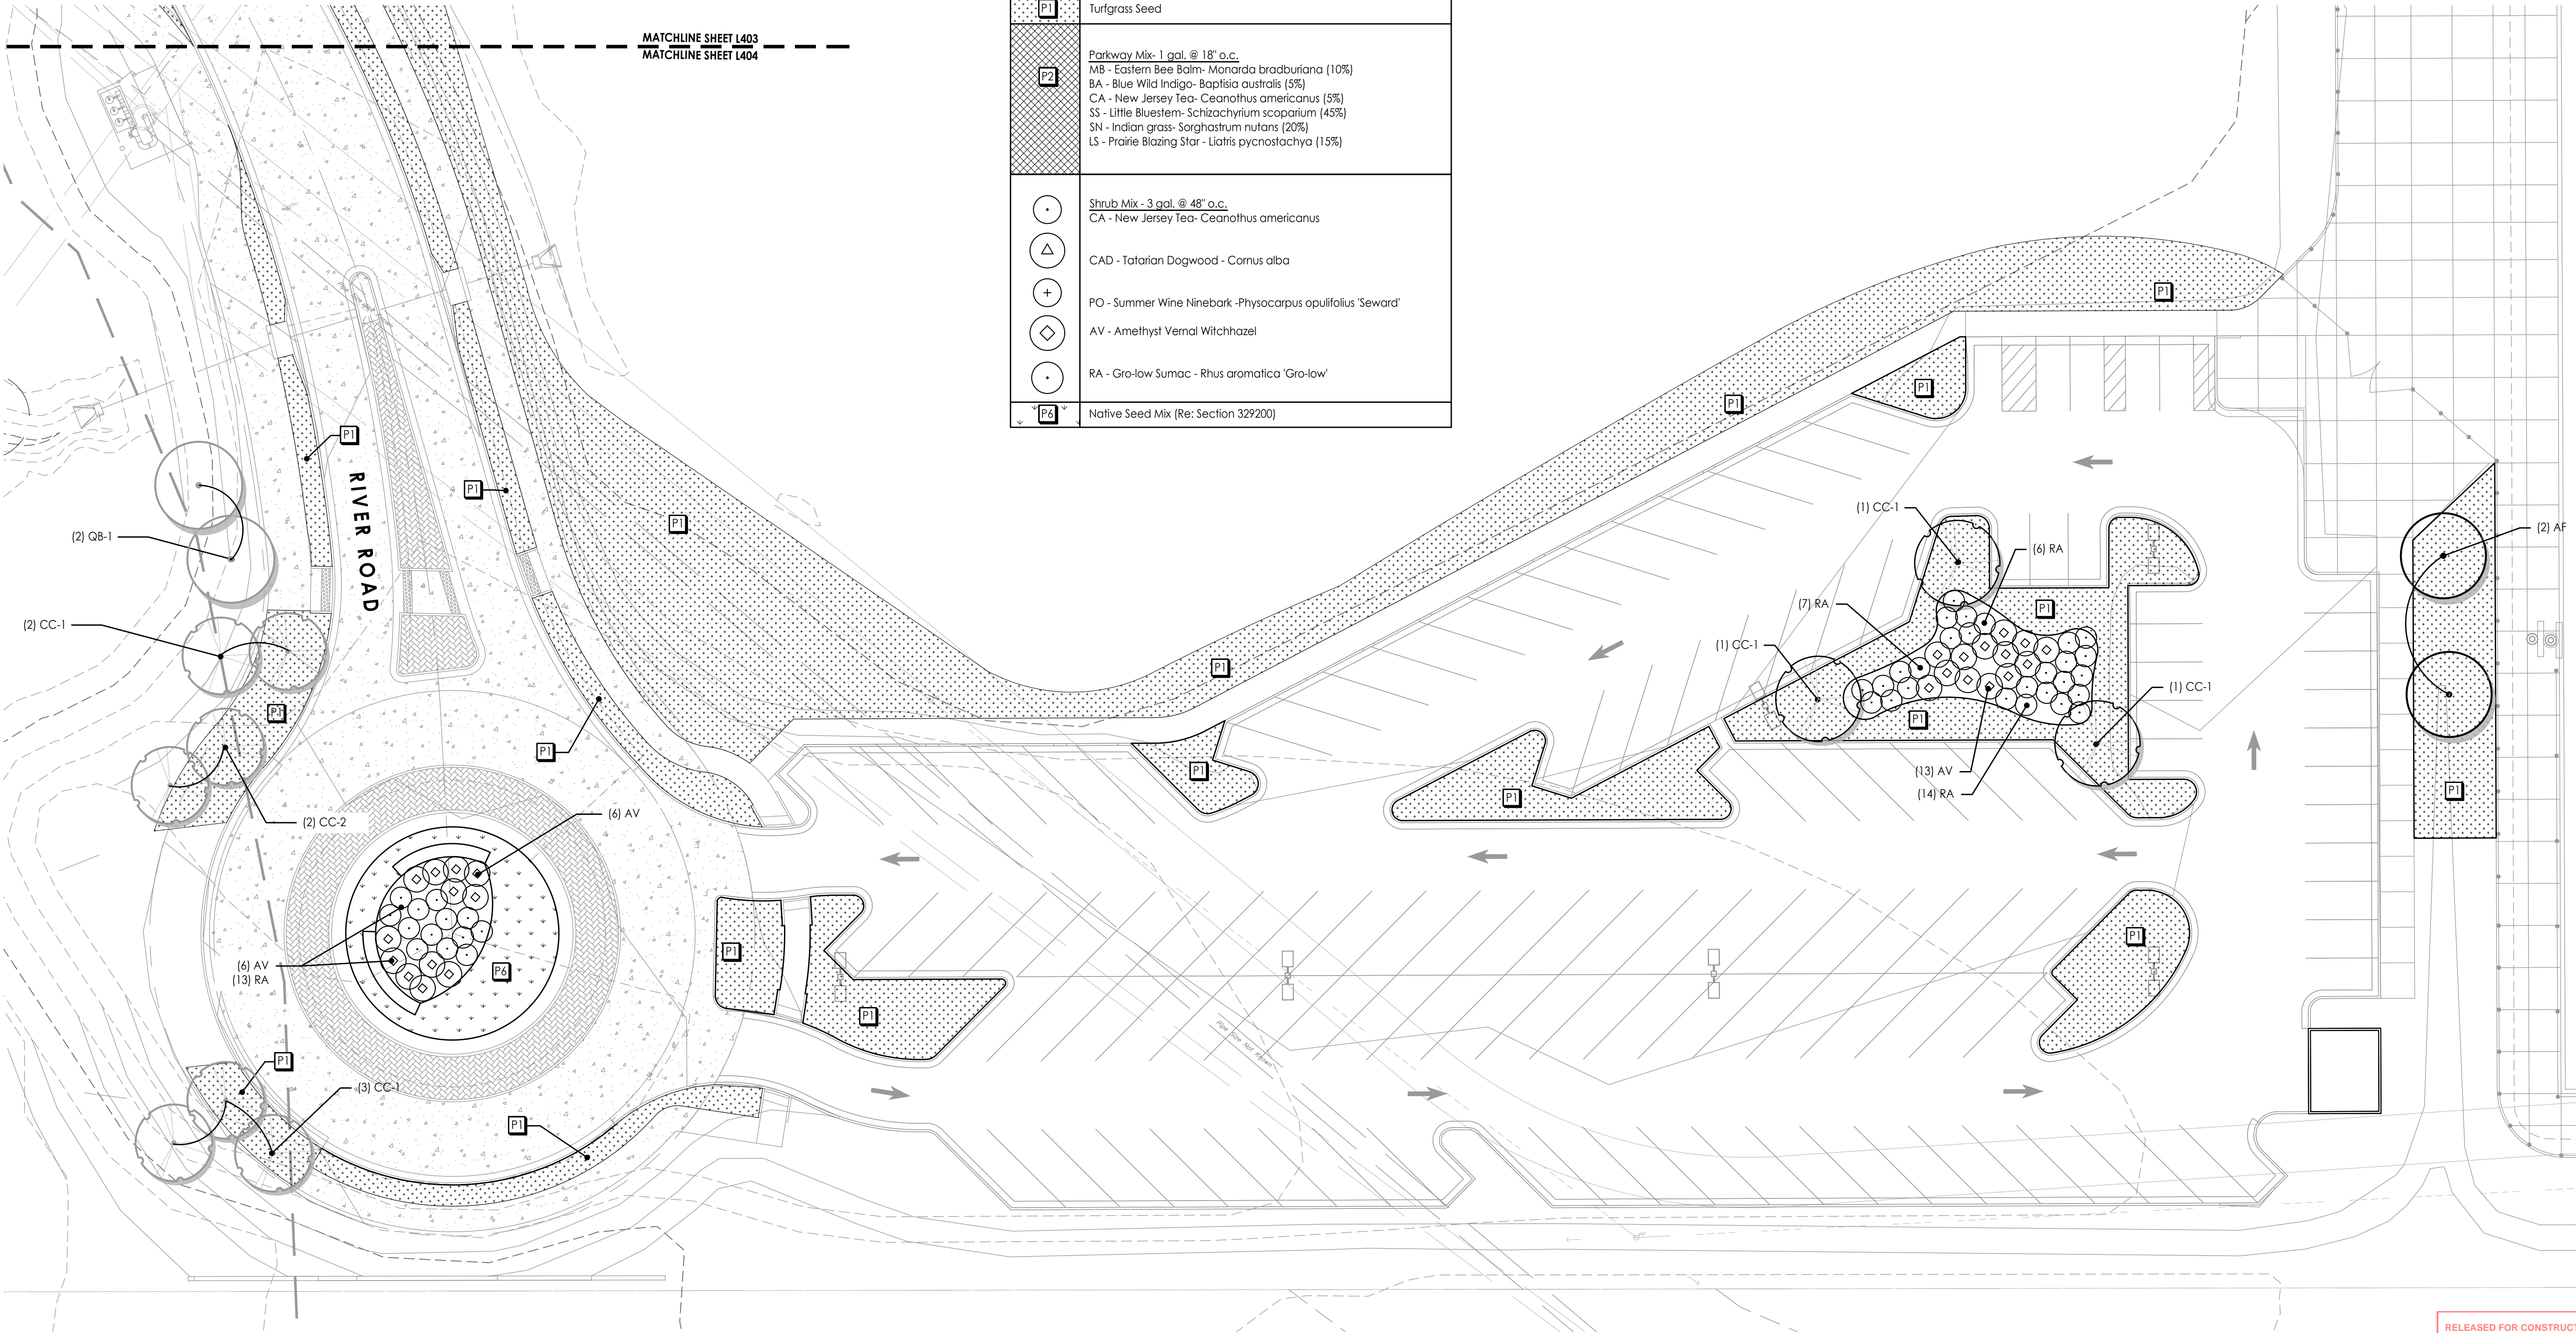 MATCHLINE SHEET L403
MATCHLINE SHEET L404
P1 Turfgrass Seed
P2
Parkway Mix- 1 gal. @ 18" o.c.
MB - Eastern Bee Balm- Monarda bradburiana (10%)
BA - Blue Wild Indigo- Baptisia australis (5%)
CA - New Jersey Tea- Ceanothus americanus (5%)
SS - Little Bluestem- Schizachyrium scoparium (45%)
SN - Indian grass- Sorghastrum nutans (20%)
LS - Prairie Blazing Star - Liatris pycnostachya (15%)
Shrub Mix - 3 gal. @ 48" o.c.
CA - New Jersey Tea- Ceanothus americanus
CAD - Tatarian Dogwood - Cornus alba
PO - Summer Wine Ninebark -Physocarpus opulifolius 'Seward'
AV - Amethyst Vernal Witchhazel
RA - Gro-low Sumac - Rhus aromatica 'Gro-low'
P6 Native Seed Mix (Re: Section 329200)
P1
P1
P1
P1
P1
P1
RIVER ROAD
P1
(2) QB-1
(1) CC-1
(2) AF
(6) RA
(7) RA
P1
(2) CC-1
(1) CC-1
P1
(1) CC-1
P1
P1
P1
P1
P1
(13) AV
(14) RA
P1
P1
(2) CC-2
(6) AV
P1
P1
(6) AV
(13) RA
P6
P1
Pipe Size Not Known
P1
(3) CC-1
P1
RELEASED FOR CONSTRUCT